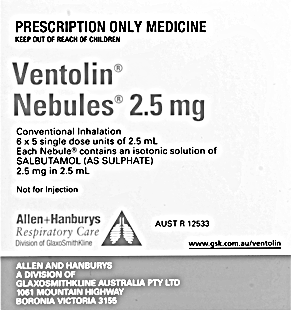 PRESCRIPTION ONLY MEDICINE
KEEP OUT OF REACH OF CHILDREN
Ventolin®
Nebules® 2.5 mg
Conventional Inhalation
6 x 5 single dose units of 2.5 mL
Each Nebule® contains an isotonic solution of
SALBUTAMOL (AS SULPHATE)
2.5 mg in 2.5 mL
Not for Injection
Allen+Hanburys
Respiratory Care
Division of GlaxoSmithKline
AUST R 12533
www.gsk.com.au/ventolin
ALLEN AND HANBURYS
A DIVISION OF
GLAXOSMITHKLINE AUSTRALIA PTY LTD
1061 MOUNTAIN HIGHWAY
BORONIA VICTORIA 3155